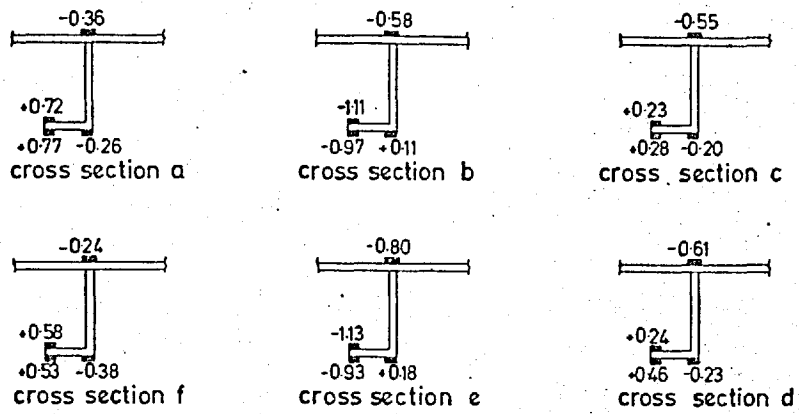 -0·36 -0·58 -0·55
+0·72 -1·11 +0·23
+0·77 -0·26 -0·97 +0·11 +0·28 -0·20
cross section a cross section b cross section c
-0·24 -0·80 -0·61
+0·58 -1·13 +0·24
+0·53 -0·38 -0·93 +0·18 +0·46 -0·23
cross section f cross section e cross section d